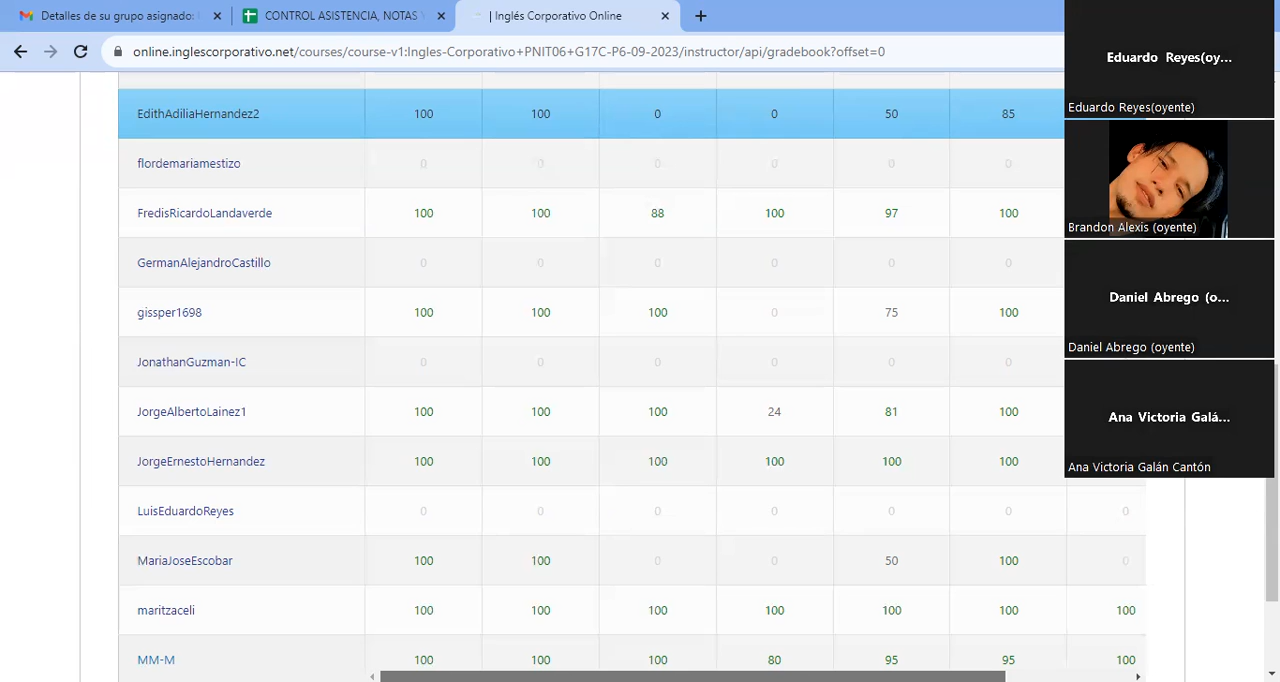 Detalles de su grupo asignado:
CONTROL ASISTENCIA, NOTAS Y
| Inglés Corporativo Online
online.inglescorporativo.net/courses/course-v1:Ingles-Corporativo+PNIT06+G17C-P6-09-2023/instructor/api/gradebook?offset=0
EdithAdiliaHernandez2 100 100 0 0 50 85
flordemariamestizo 0 0 0 0 0 0
FredisRicardoLandaverde 100 100 88 100 97 100
GermanAlejandroCastillo 0 0 0 0 0 0
gissper1698 100 100 100 0 75 100
JonathanGuzman-IC 0 0 0 0 0 0
JorgeAlbertoLainez1 100 100 100 24 81 100
JorgeErnestoHernandez 100 100 100 100 100 100
LuisEduardoReyes 0 0 0 0 0 0 0
MariaJoseEscobar 100 100 0 0 50 100 0
maritzaceli 100 100 100 100 100 100 100
MM-M 100 100 100 80 95 95 100
Eduardo Reyes(oy...
Eduardo Reyes(oyente)
Brandon Alexis (oyente)
Daniel Abrego (o...
Daniel Abrego (oyente)
Ana Victoria Galá...
Ana Victoria Galán Cantón